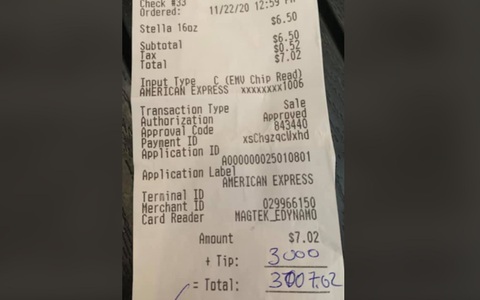 Check #33
Ordered: 11/22/20 12:59 PM
Stella 16oz $6.50
Subtotal $6.50
Tax $0.52
Total $7.02
Input Type C (EMV Chip Read)
AMERICAN EXPRESS xxxxxxxx1006
Transaction Type Sale
Authorization Approved
Approval Code 843440
Payment ID xsCh9zqcWxhd
Application ID
A000000025010801
Application Label
AMERICAN EXPRESS
Terminal ID
Merchant ID 029966150
Card Reader MAGTEK_EDYNAMO
Amount $7.02
+ Tip: 3000
= Total: 3007.02